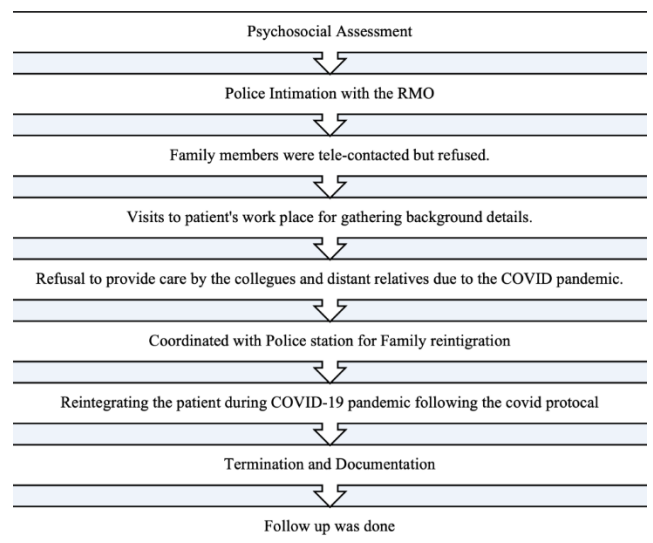 Psychosocial Assessment
Police Intimation with the RMO
Family members were tele-contacted but refused.
Visits to patient's work place for gathering background details.
Refusal to provide care by the collegues and distant relatives due to the COVID pandemic.
Coordinated with Police station for Family reintigration
Reintegrating the patient during COVID-19 pandemic following the covid protocal
Termination and Documentation
Follow up was done